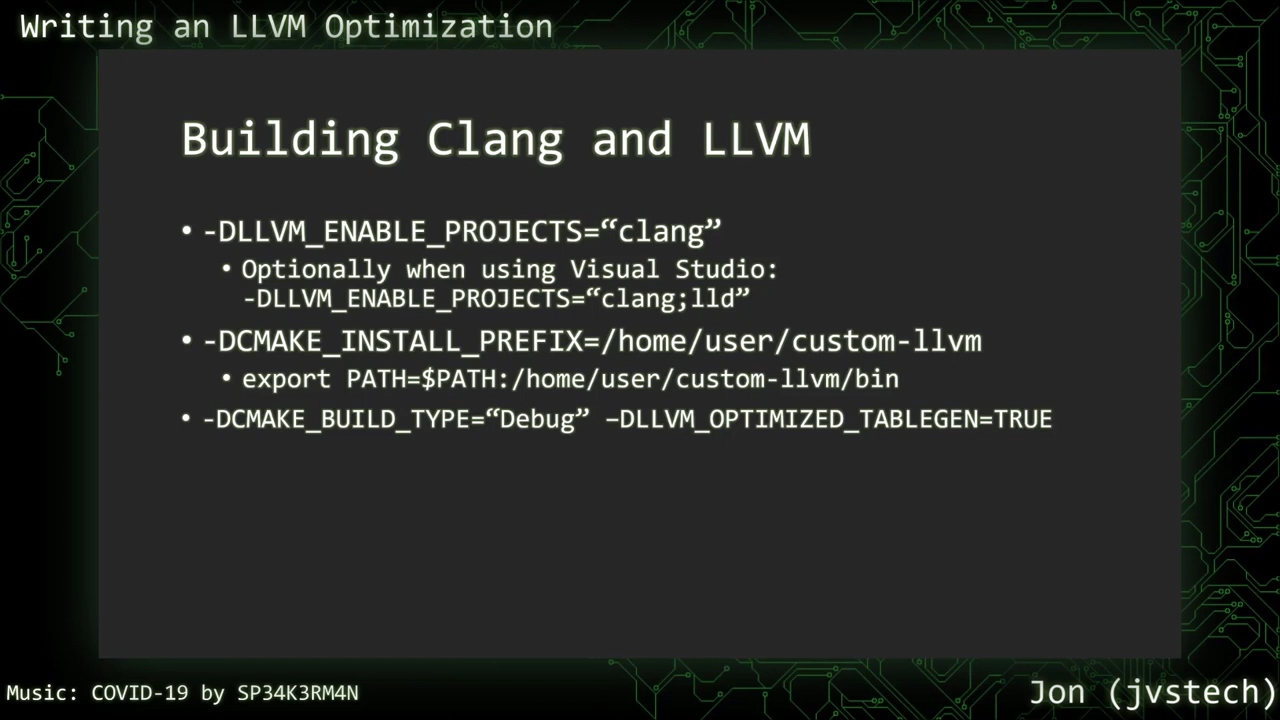 Writing an LLVM Optimization
Building Clang and LLVM
• -DLLVM_ENABLE_PROJECTS=“clang”
• Optionally when using Visual Studio:
-DLLVM_ENABLE_PROJECTS=“clang;lld”
• -DCMAKE_INSTALL_PREFIX=/home/user/custom-llvm
• export PATH=$PATH:/home/user/custom-llvm/bin
• -DCMAKE_BUILD_TYPE=“Debug” –DLLVM_OPTIMIZED_TABLEGEN=TRUE
Music: COVID-19 by SP34K3RM4N
Jon (jvstech)